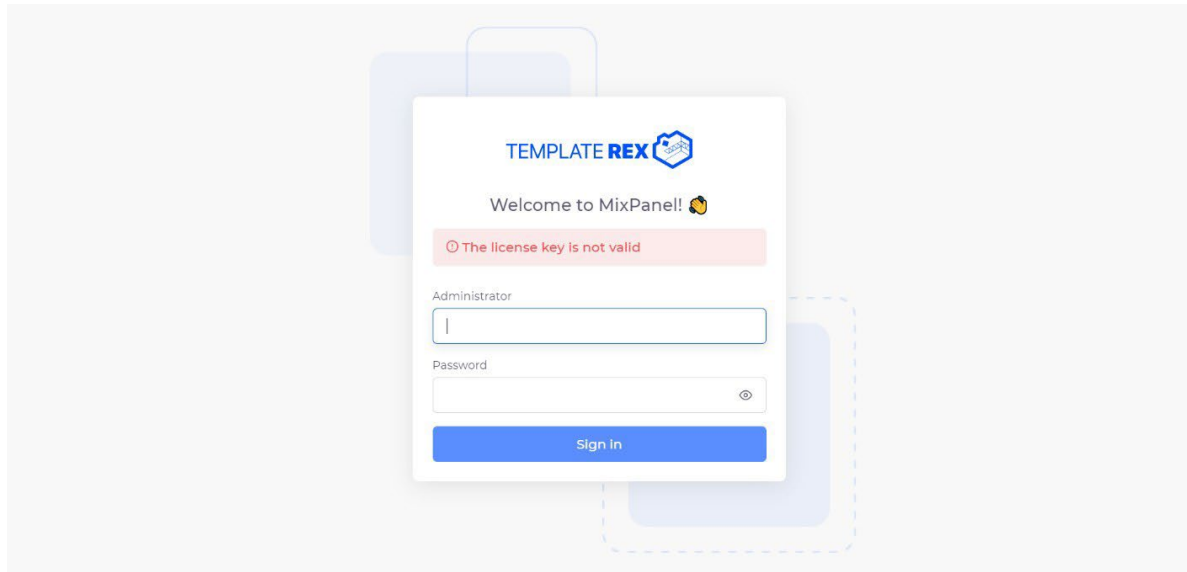 TEMPLATE REX
Welcome to MixPanel! 👏
The license key is not valid
Administrator
Password
Sign in